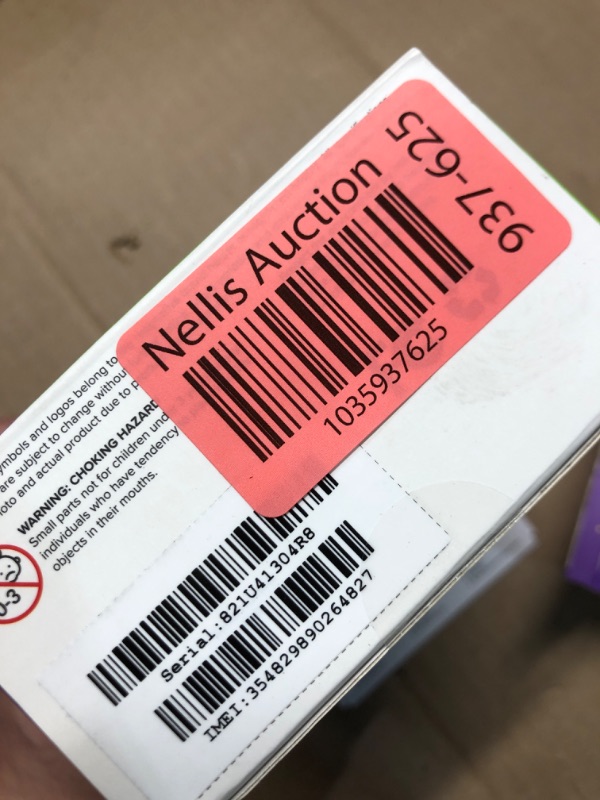 Nellis Auction
937-625
1035937625
ymbols and logos belong to
are subject to change withou
oto and actual product due to p
WARNING: CHOKING HAZARD
Small parts not for children und
individuals who have tendency
objects in their mouths.
0-3
Serial:821U41304R8
IMEI:354829890264827